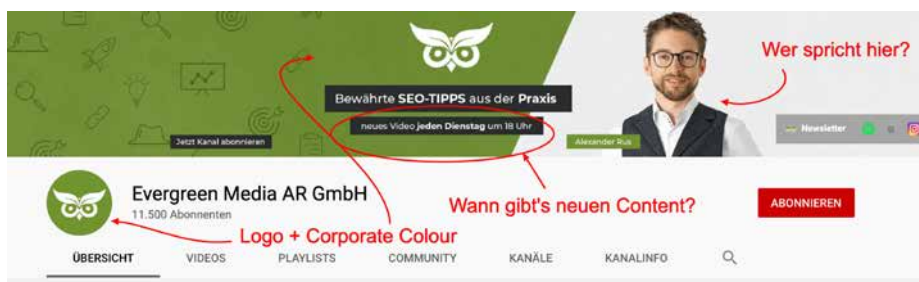 Wer spricht hier?
Bewährte SEO-TIPPS aus der Praxis
neues Video jeden Dienstag um 18 Uhr
Jetzt Kanal abonnieren
Alexander Rus
Newsletter
Evergreen Media AR GmbH
11.500 Abonnenten
Wann gibt's neuen Content?
ABONNIEREN
Logo + Corporate Colour
ÜBERSICHT
VIDEOS
PLAYLISTS
COMMUNITY
KANÄLE
KANALINFO